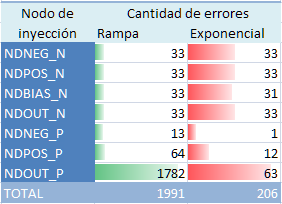 Nodo de inyección Cantidad de errores
Rampa Exponencial
NDNEG_N 33 33
NDPOS_N 33 33
NDBIAS_N 33 31
NDOUT_N 33 33
NDNEG_P 13 1
NDPOS_P 64 12
NDOUT_P 1782 63
TOTAL 1991 206